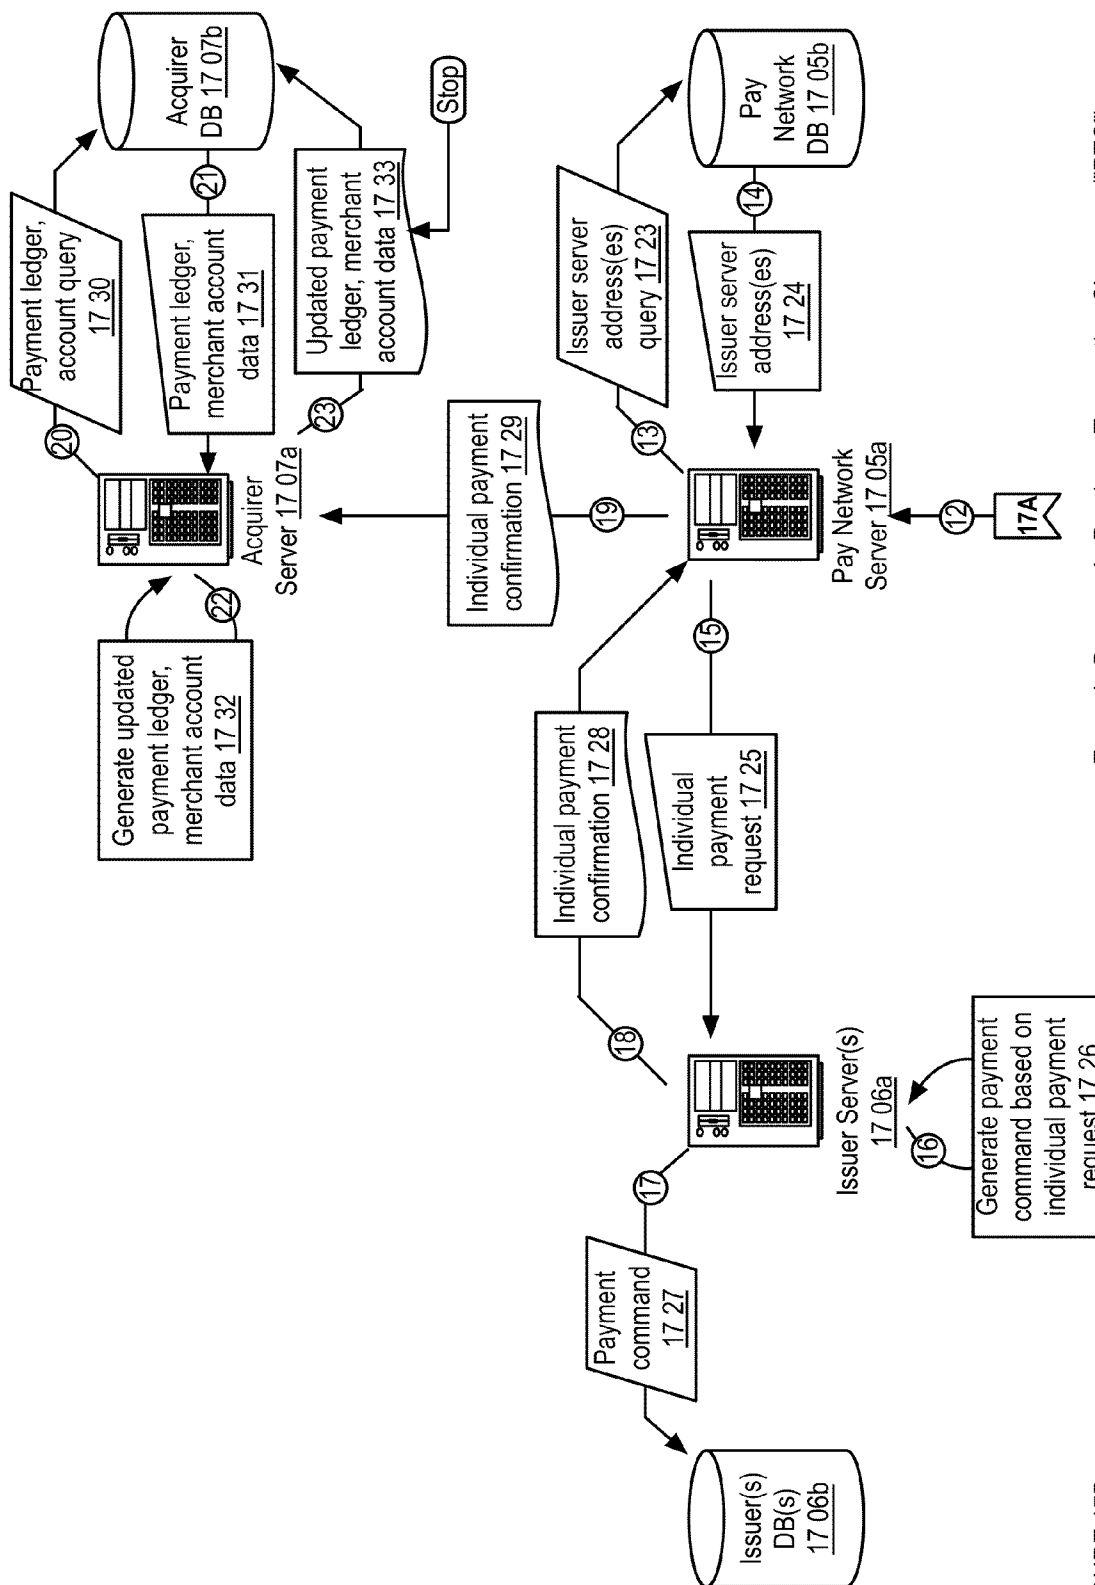 Issuer(s)
DB(s)
17 06b
Payment
command
17 27
17
Issuer Server(s)
17 06a
16
Generate payment
command based on
individual payment
request 17 26
18
Individual payment
confirmation 17 28
Individual
payment
request 17 25
15
Generate updated
payment ledger,
merchant account
data 17 32
22
Acquirer
Server 17 07a
Individual payment
confirmation 17 29
19
Pay Network
Server 17 05a
12
17A
20
Payment ledger,
account query
17 30
Payment ledger,
merchant account
data 17 31
21
23
Updated payment
ledger, merchant
account data 17 33
Acquirer
DB 17 07b
Stop
13
Issuer server
address(es)
query 17 23
Issuer server
address(es)
17 24
14
Pay
Network
DB 17 05b